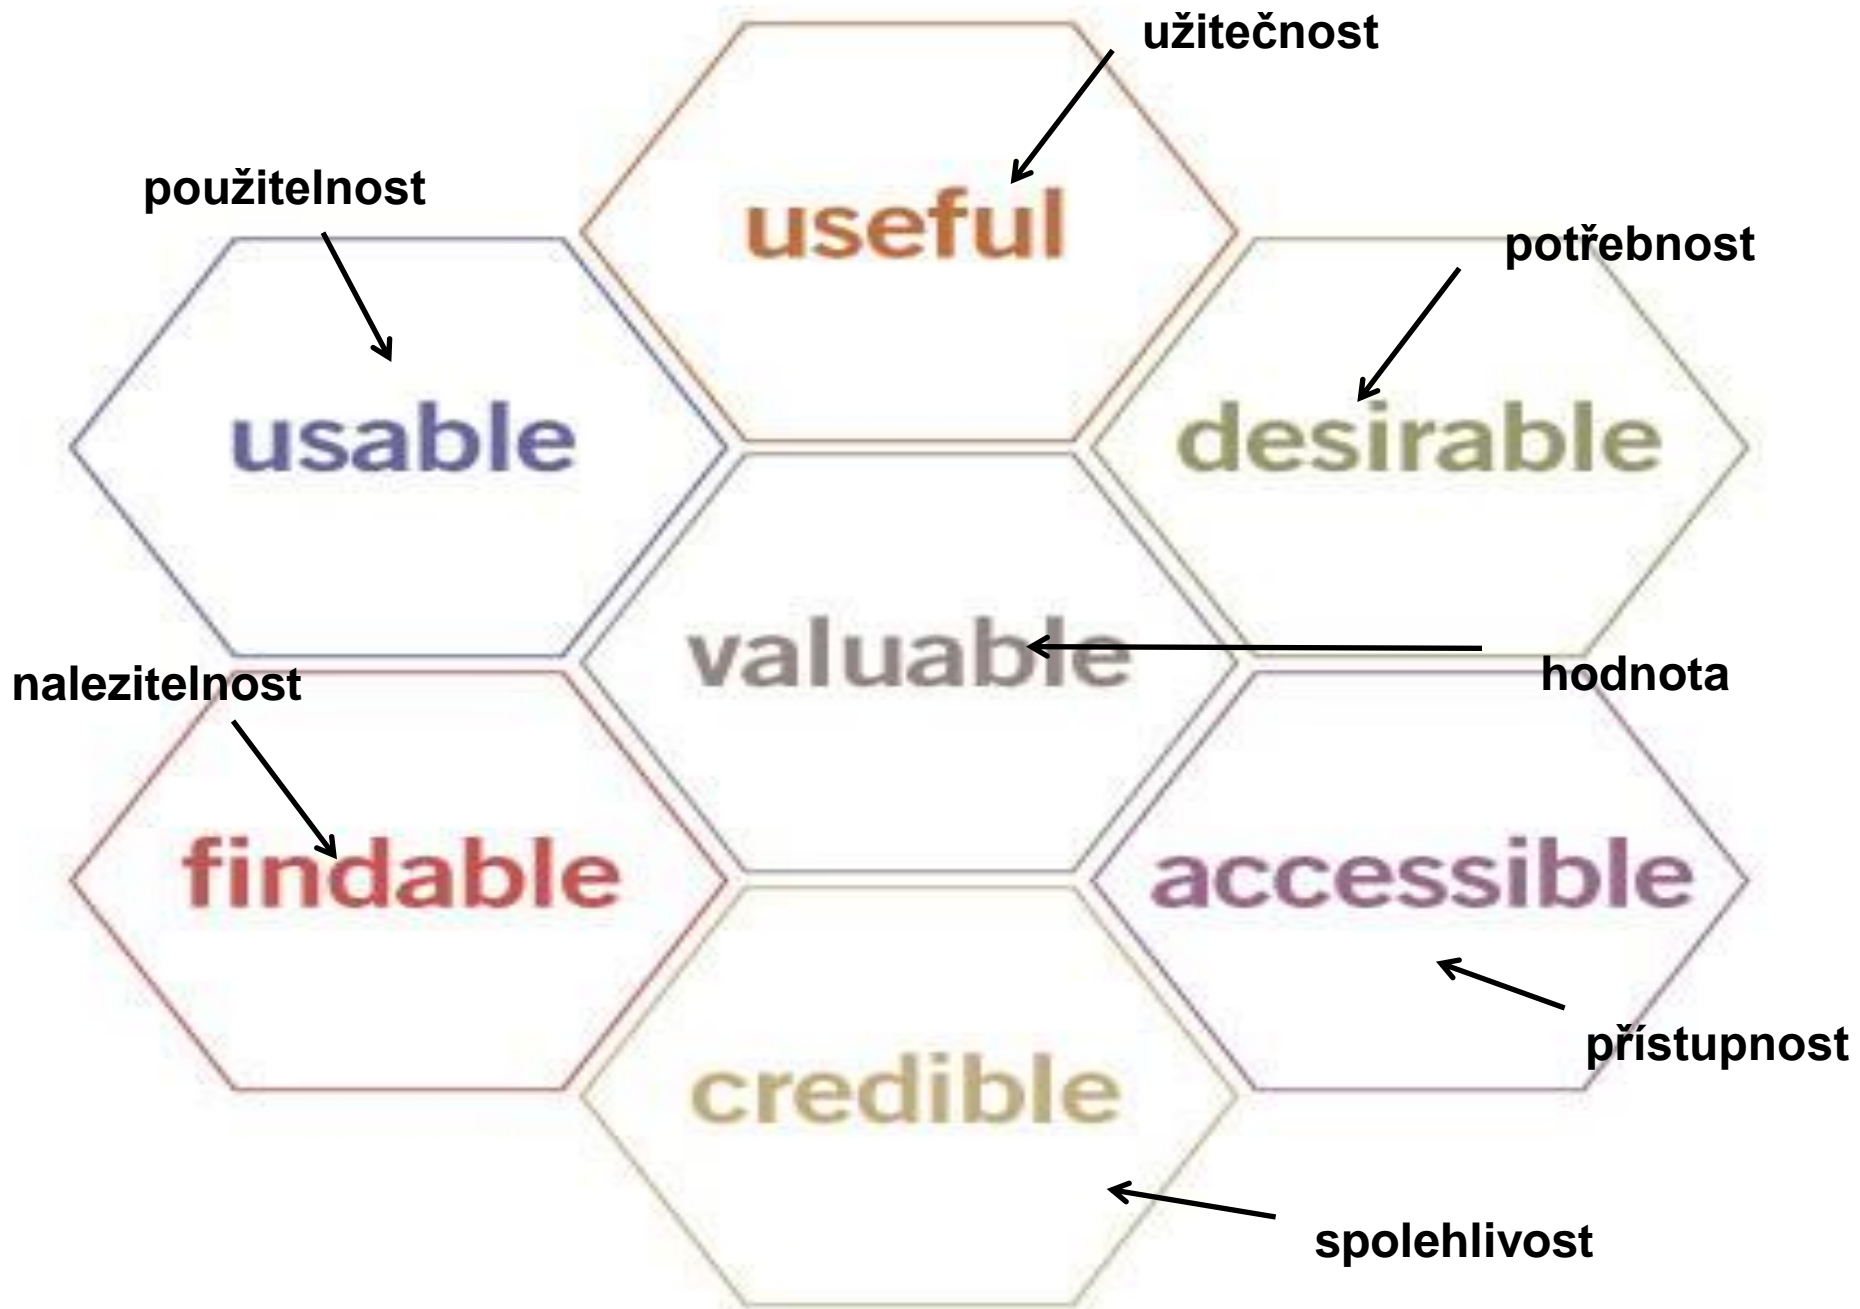 užitečnost
použitelnost
useful
potřebnost
usable
desirable
valuable
hodnota
nalezitelnost
findable
accessible
přístupnost
credible
spolehlivost